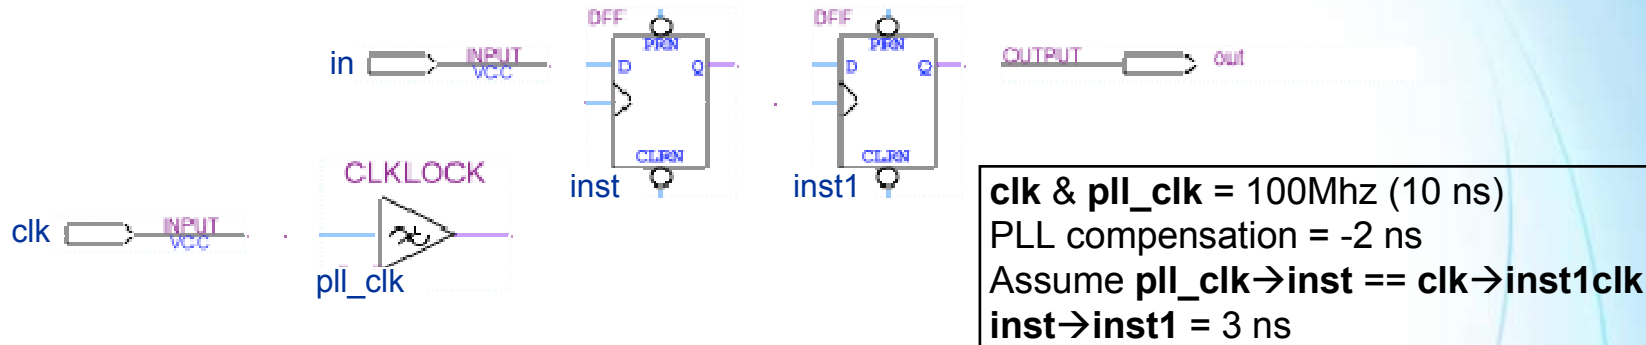 DFF
DFF
PRN
PRN
in
INPUT
VCC
D
Q
D
Q
OUTPUT
out
CLRN
CLRN
CLKLOCK
inst
inst1
clk
INPUT
VCC
pll_clk
clk & pll_clk = 100Mhz (10 ns)
PLL compensation = -2 ns
Assume pll_clk→inst == clk→inst1clk
inst→inst1 = 3 ns